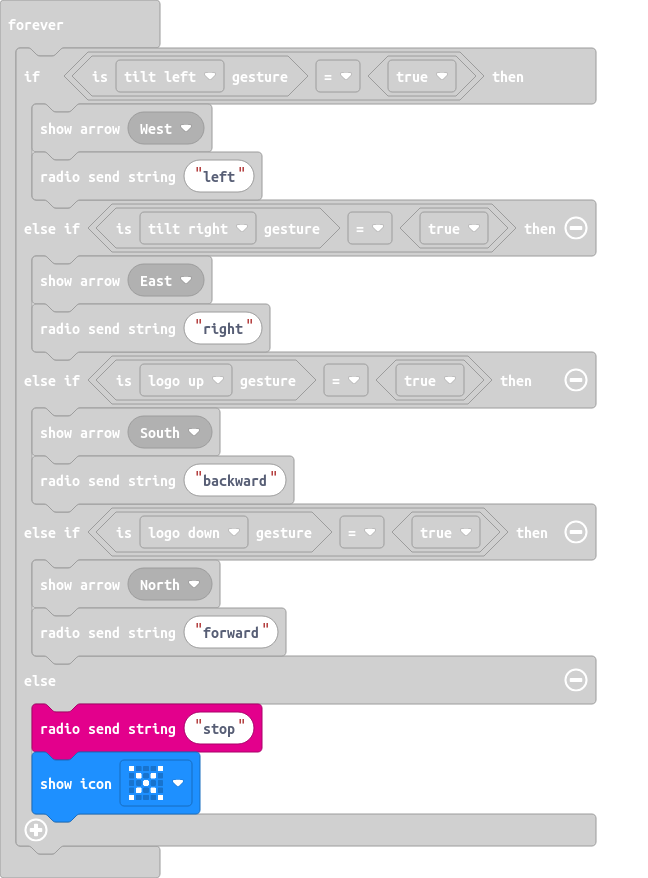 forever
if is tilt left gesture = true then
show arrow West
radio send string "left"
else if is tilt right gesture = true then
show arrow East
radio send string "right"
else if is logo up gesture = true then
show arrow South
radio send string "backward"
else if is logo down gesture = true then
show arrow North
radio send string "forward"
else
radio send string "stop"
show icon